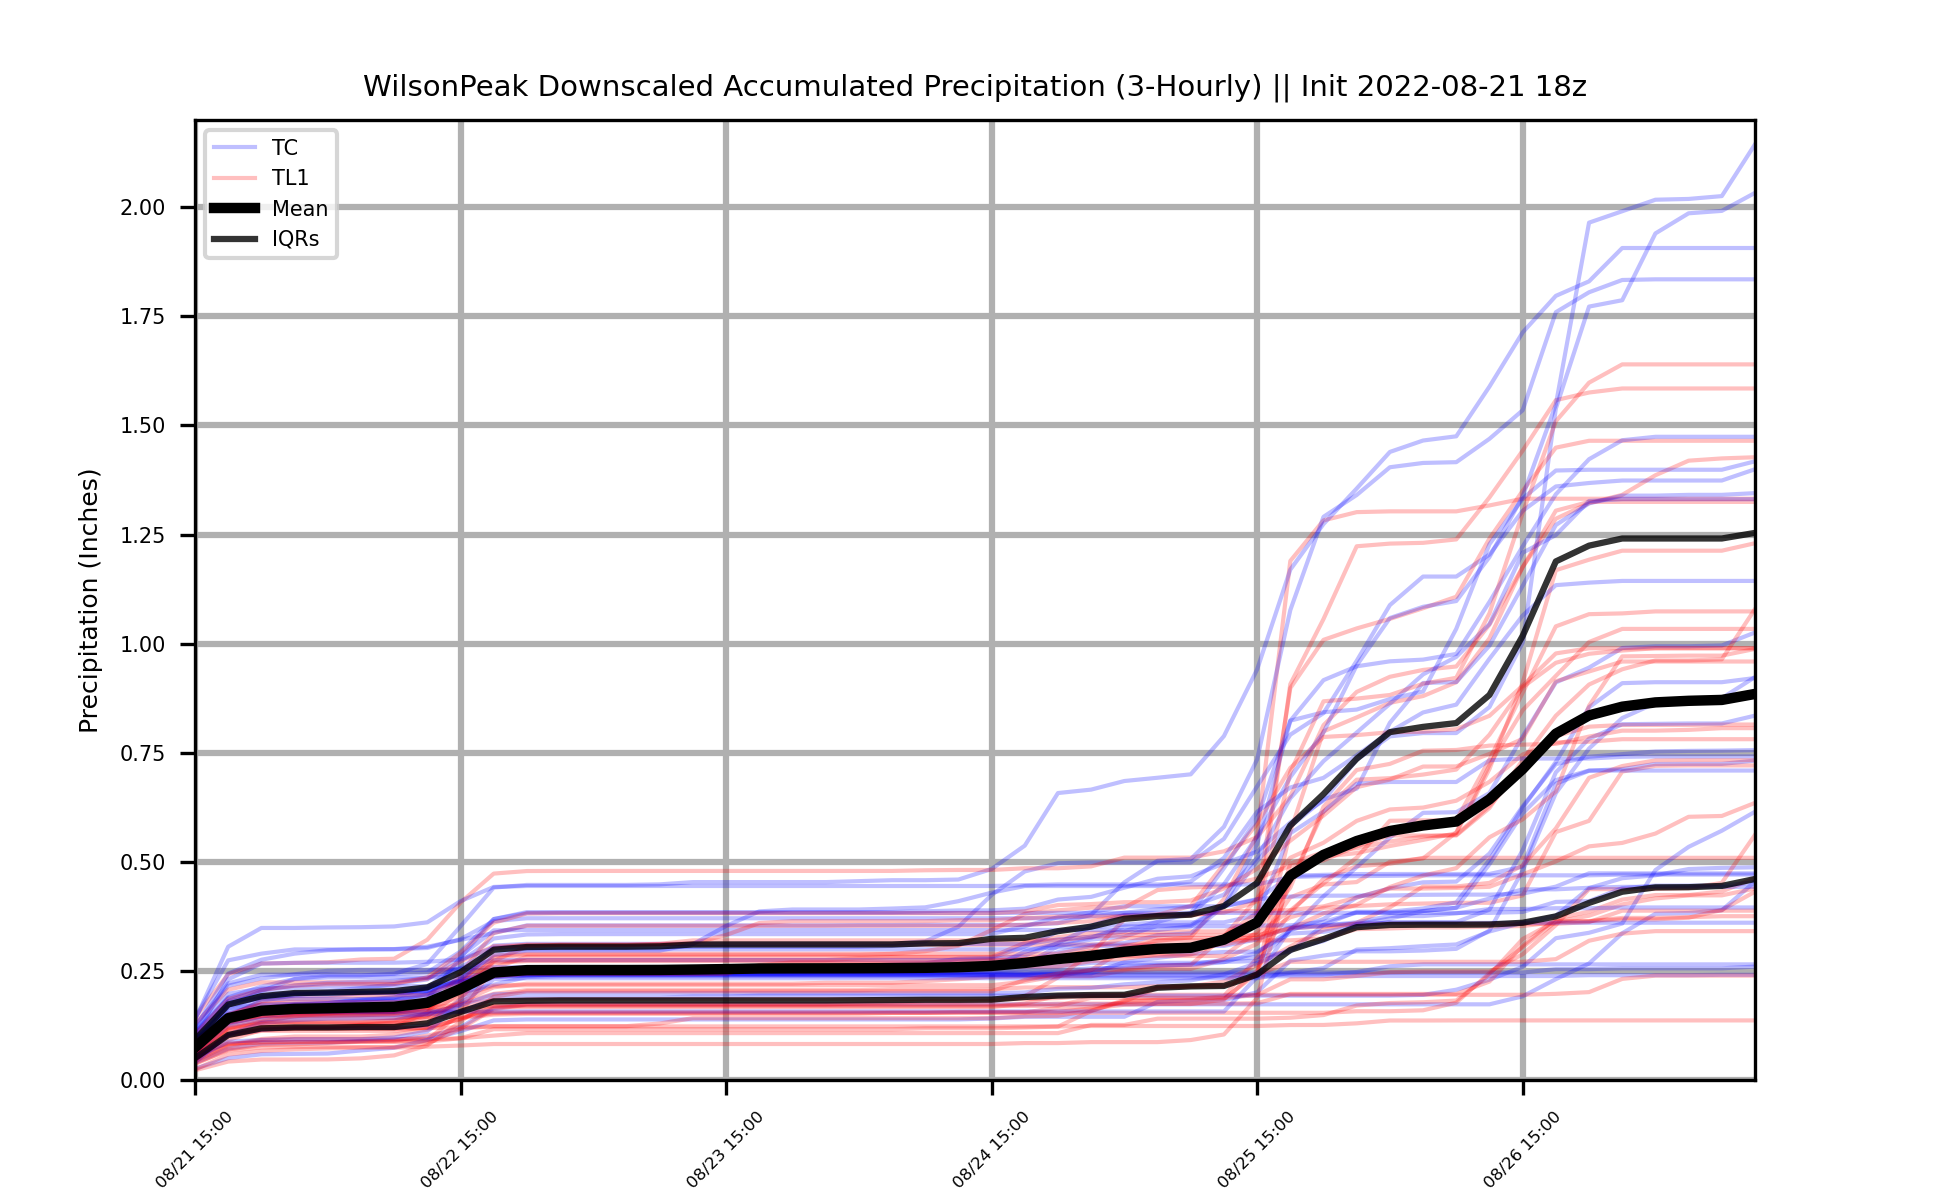 WilsonPeak Downscaled Accumulated Precipitation (3-Hourly) || Init 2022-08-21 18z
TC
TL1
Mean
IQRs
Precipitation (Inches)
2.00
1.75
1.50
1.25
1.00
0.75
0.50
0.25
0.00
08/21 15:00
08/22 15:00
08/23 15:00
08/24 15:00
08/25 15:00
08/26 15:00